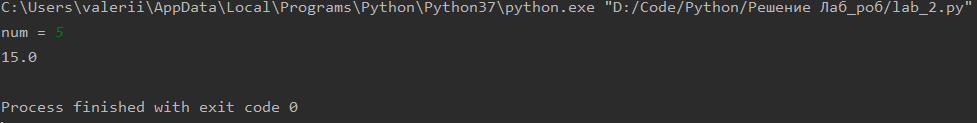 C:\Users\valerii\AppData\Local\Programs\Python\Python37\python.exe "D:/Code/Python/Решение Лаб_роб/lab_2.py"
num = 5
15.0
Process finished with exit code 0